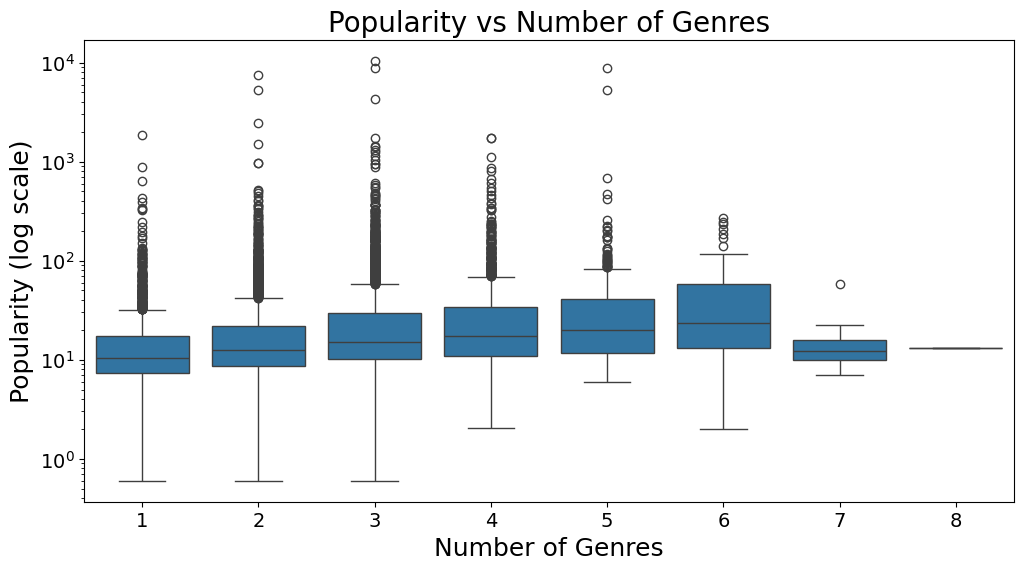 Popularity vs Number of Genres
Popularity (log scale)
10⁴
10³
10²
10¹
10⁰
1 2 3 4 5 6 7 8
Number of Genres